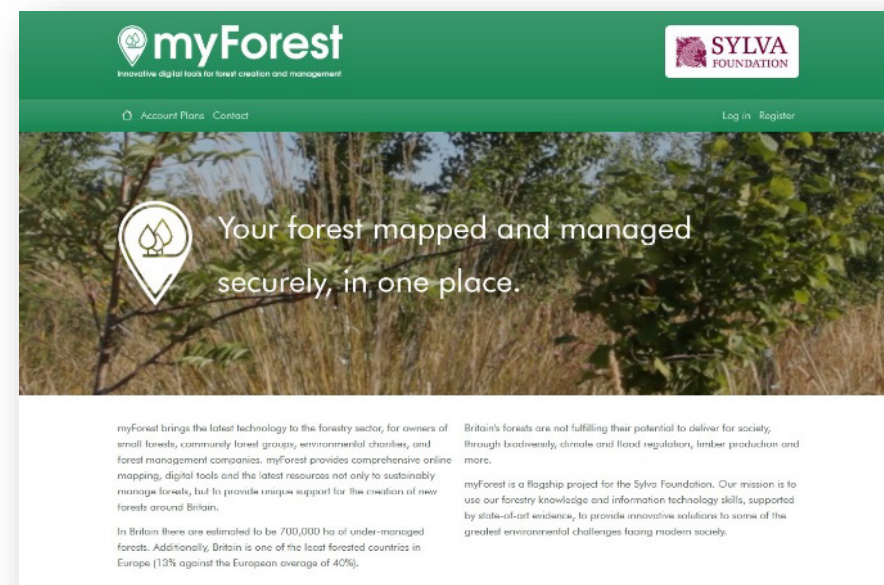 myForest
Innovative digital tools for forest creation and management
SYLVA
FOUNDATION
Account Plans Contact
Log in Register
Your forest mapped and managed
securely, in one place.
myForest brings the latest technology to the forestry sector, for owners of
small forests, community forest groups, environmental charities, and
forest management companies. myForest provides comprehensive online
mapping, digital tools and the latest resources not only to sustainably
manage forests, but to provide unique support for the creation of new
forests around Britain.
In Britain there are estimated to be 700,000 ha of under-managed
forests. Additionally, Britain is one of the least forested countries in
Europe (13% against the European average of 40%).
Britain's forests are not fulfilling their potential to deliver for society,
through biodiversity, climate and flood regulation, timber production and
more.
myForest is a flagship project for the Sylva Foundation. Our mission is to
use our forestry knowledge and information technology skills, supported
by state-of-art evidence, to provide innovative solutions to some of the
greatest environmental challenges facing modern society.